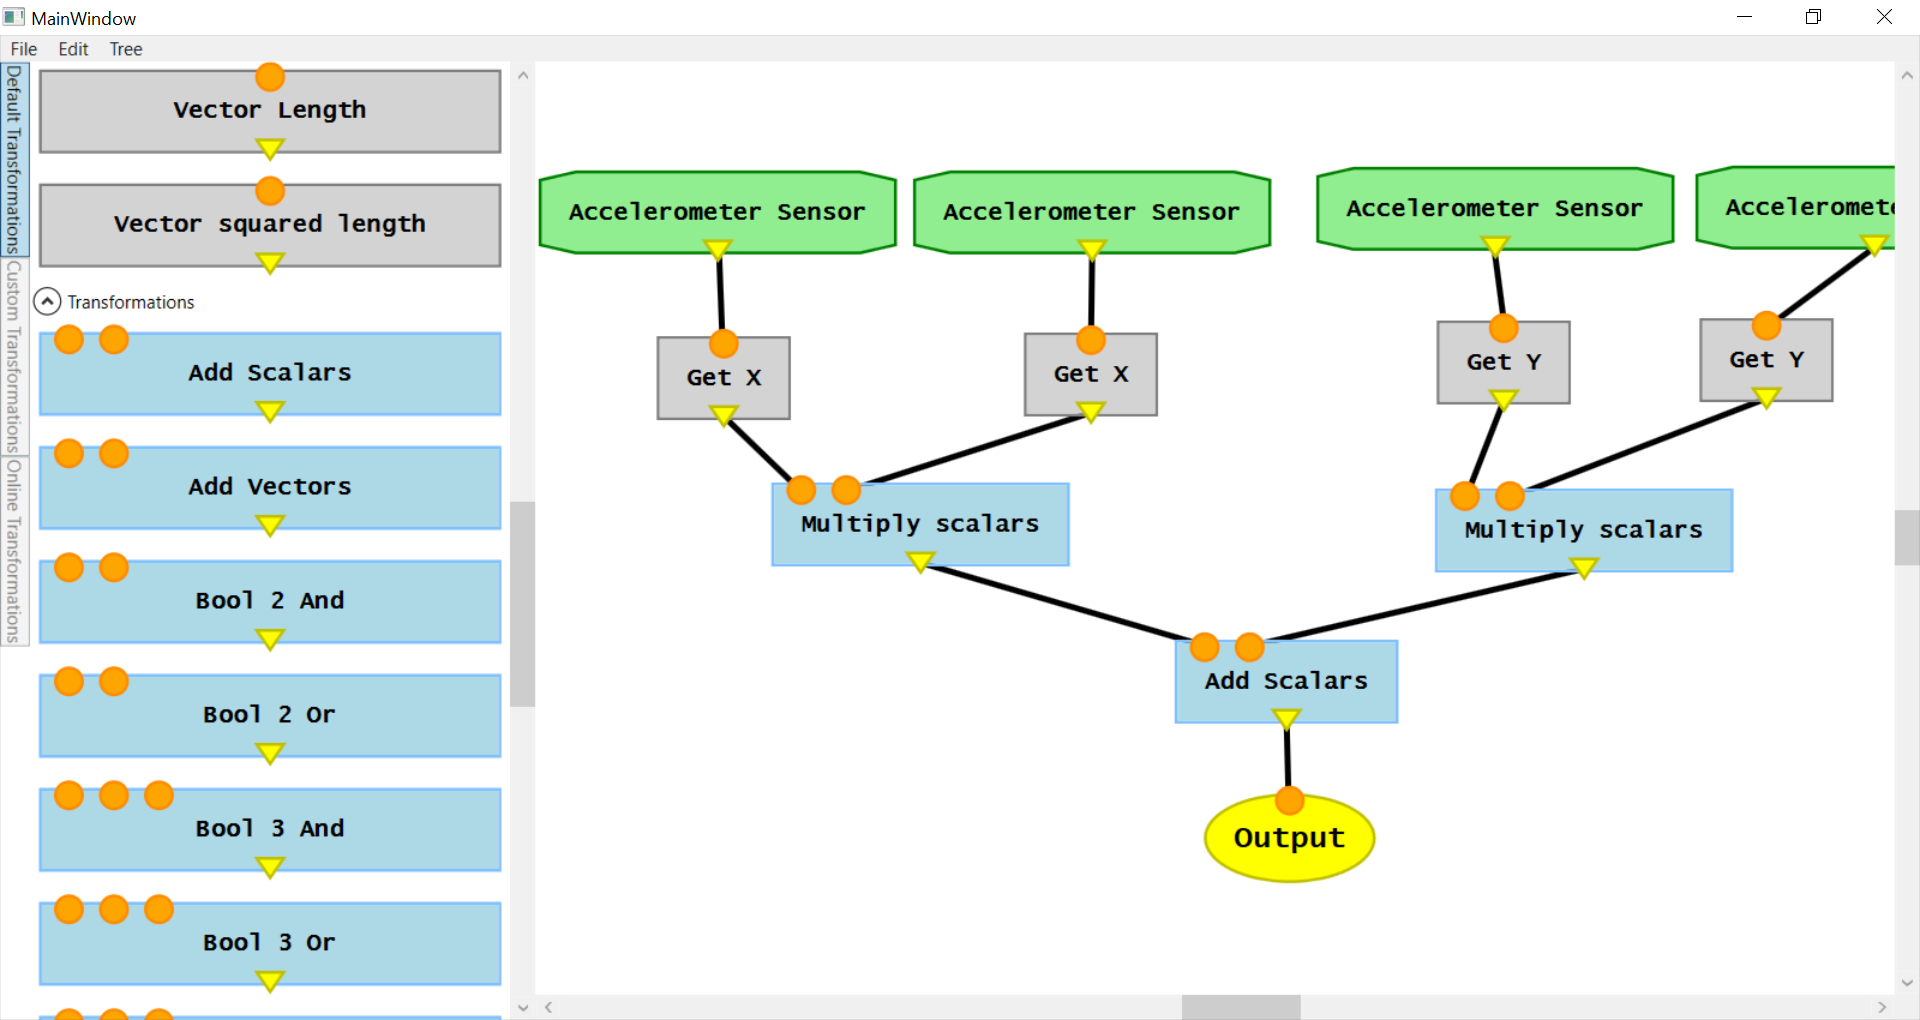 MainWindow
File Edit Tree
Default Transformations
Custom Transformations
Online Transformations
Vector Length
Vector squared length
Transformations
Add Scalars
Add Vectors
Bool 2 And
Bool 2 Or
Bool 3 And
Bool 3 Or
Accelerometer Sensor
Accelerometer Sensor
Accelerometer Sensor
Acceleromete
Get X
Get X
Get Y
Get Y
Multiply scalars
Multiply scalars
Add Scalars
Output